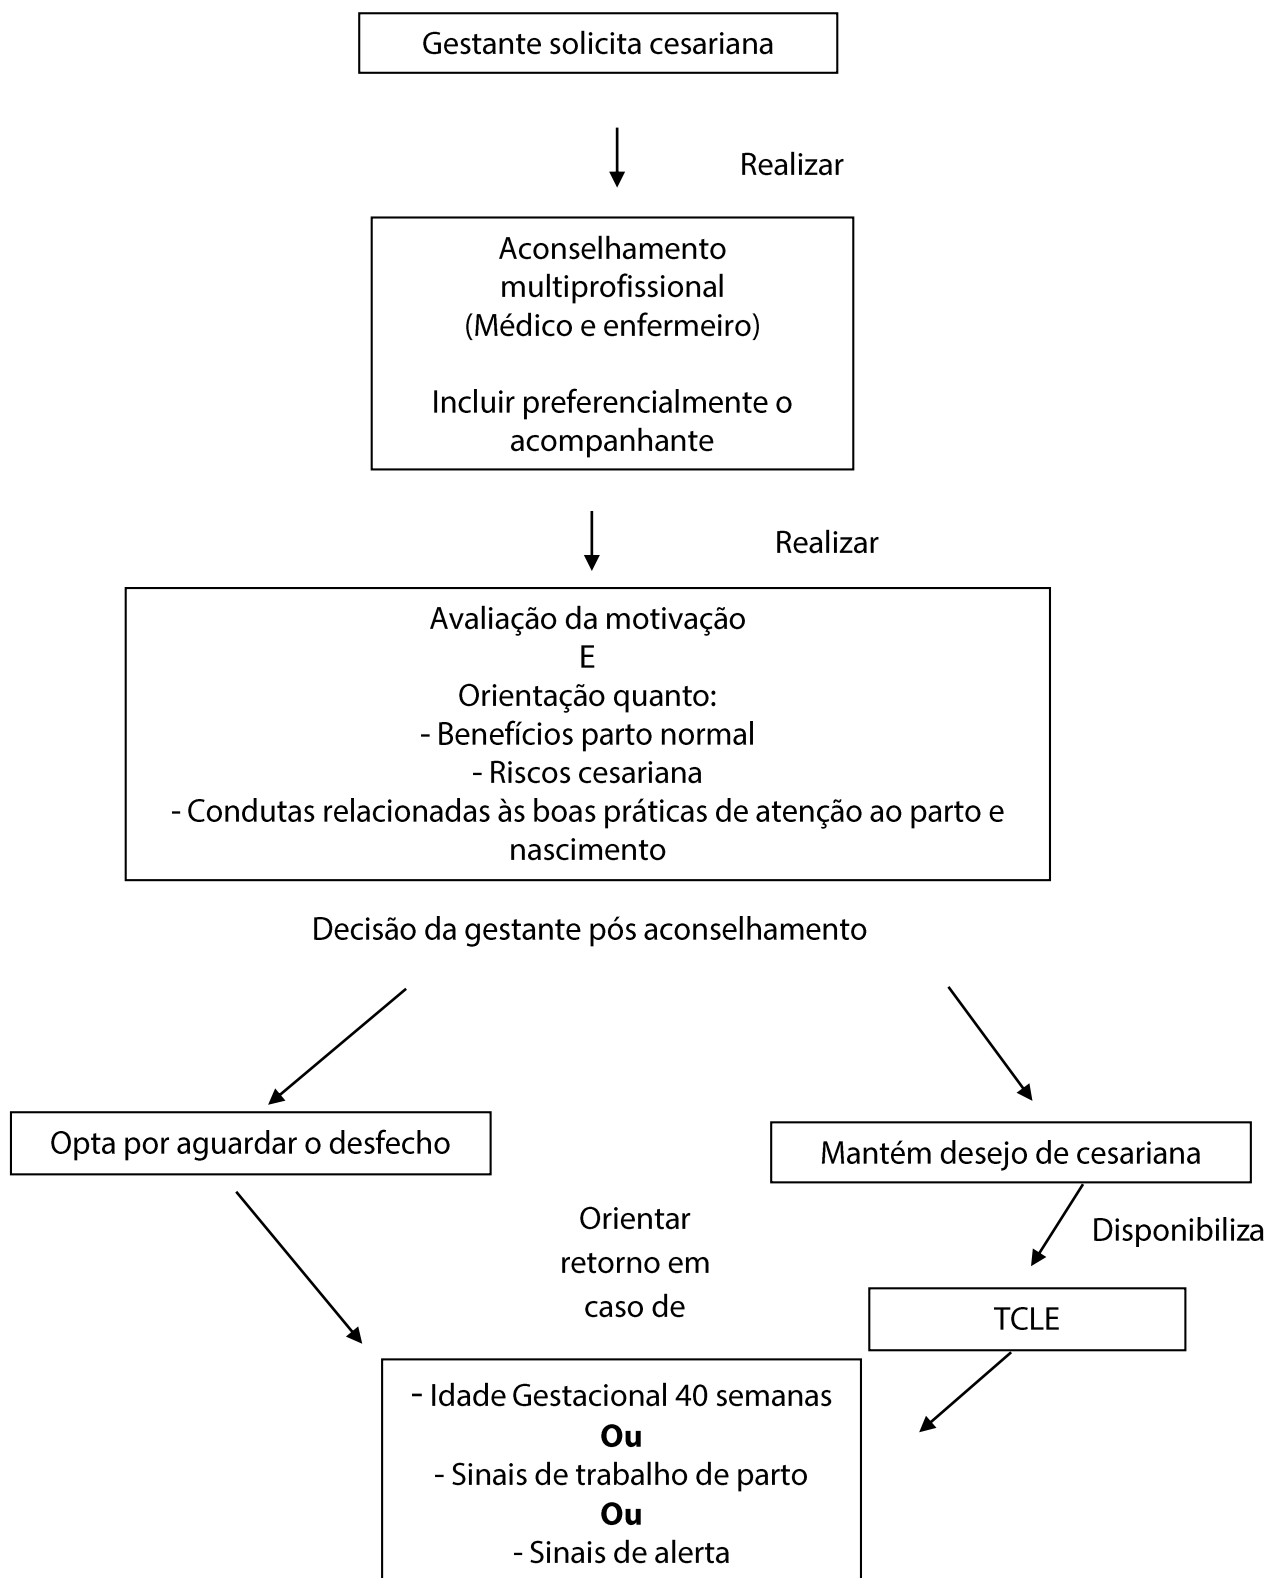 Gestante solicita cesariana
Realizar
Aconselhamento
multiprofissional
(Médico e enfermeiro)
Incluir preferencialmente o
acompanhante
Realizar
Avaliação da motivação
E
Orientação quanto:
- Benefícios parto normal
- Riscos cesariana
- Condutas relacionadas às boas práticas de atenção ao parto e
nascimento
Decisão da gestante pós aconselhamento
Opta por aguardar o desfecho
Mantém desejo de cesariana
Orientar
retorno em
caso de
Disponibiliza
TCLE
- Idade Gestacional 40 semanas
Ou
- Sinais de trabalho de parto
Ou
- Sinais de alerta